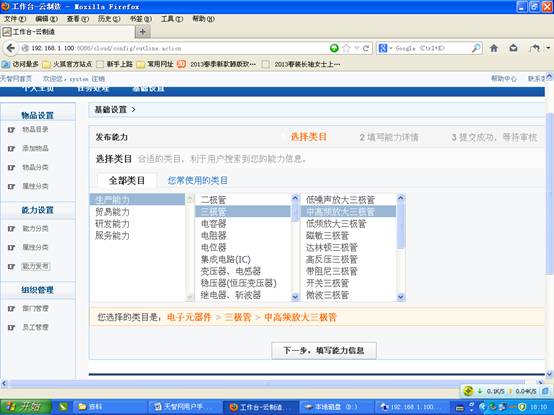 工作台-云制造 - Mozilla Firefox
文件(F) 编辑(E) 查看(V) 历史(S) 书签(B) 工具(T) 帮助(H)
工作台-云制造
192.168.1.100:8080/cloud/config/outline.action
Google (Ctrl+E)
访问最多 火狐官方站点 新手上路 常用网址 2013春季新款韩版欧... 2013春装长袖女士上...
天智网首页 欢迎您,system 注销 帮助中心
个人主页 任务处理 基础设置
物品设置
物品目录
添加物品
物品分类
属性分类
能力设置
能力分类
属性分类
能力发布
组织管理
部门管理
员工管理
基础设置 >
发布能力 选择类目 2 填写能力详情 3 提交成功，等待审核
选择类目 合适的类目，利于用户搜索到您的能力信息。
全部类目 您常使用的类目
生产能力
贸易能力
研发能力
服务能力
二极管
三极管
电容器
电阻器
电位器
集成电路(IC)
变压器、电感器
稳压器(恒压变压器)
继电器、斩波器
低噪声放大三极管
中高频放大三极管
低频放大三极管
磁敏三极管
达林顿三极管
高反压三极管
带阻尼三极管
开关三极管
微波三极管
您选择的类目是，电子元器件 > 三极管 > 中高频放大三极管
下一步，填写能力信息
0.1K/S 0.04K/S
开始 资料 天智网用户手... 工作台-云制造... 本地磁盘 (D:) 192.168.1.100... 18:10